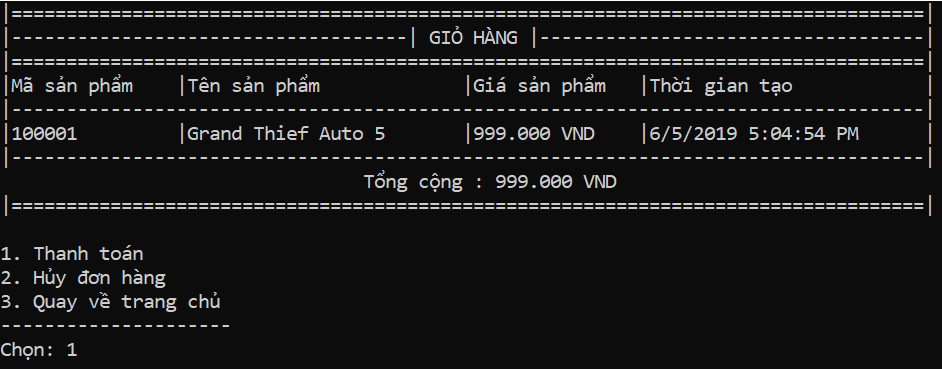 |===================================================================================|
|------------------------------------| GIỎ HÀNG |-----------------------------------|
|===================================================================================|
|Mã sản phẩm    |Tên sản phẩm             |Giá sản phẩm   |Thời gian tạo            |
|-----------------------------------------------------------------------------------|
|100001         |Grand Thief Auto 5       |999.000 VND    |6/5/2019 5:04:54 PM      |
|-----------------------------------------------------------------------------------|
                                 Tổng cộng : 999.000 VND
|===================================================================================|
1. Thanh toán
2. Hủy đơn hàng
3. Quay về trang chủ
---------------------
Chọn: 1